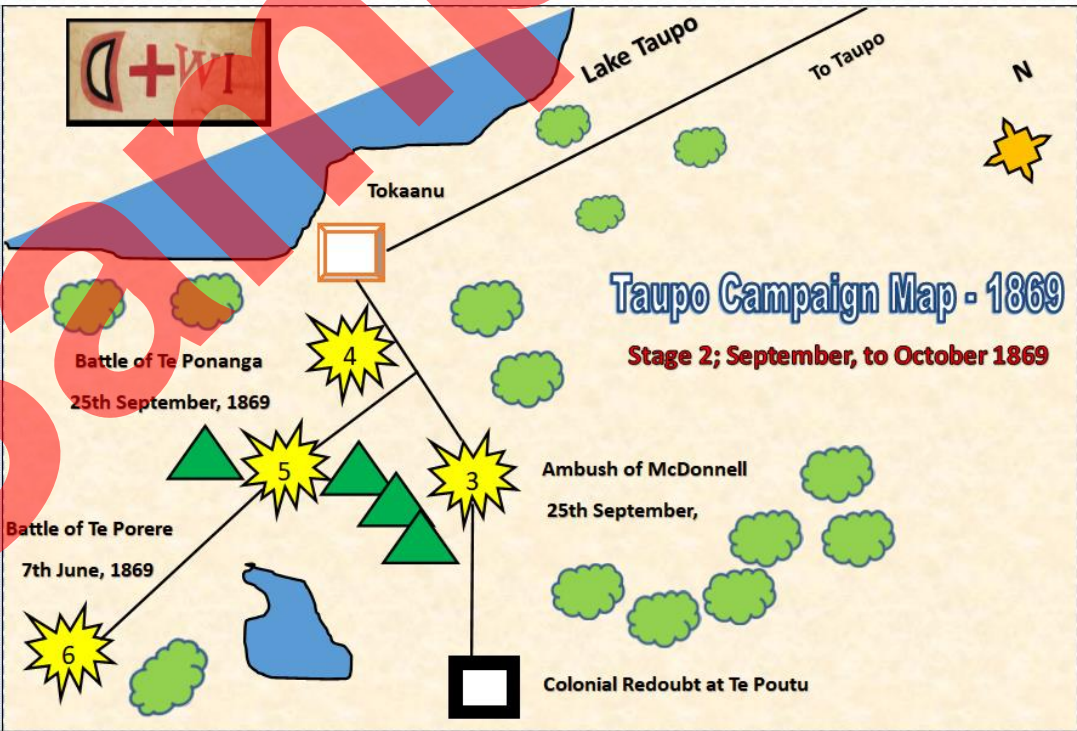 D+WI
Lake Taupo
To Taupo
N
Tokaanu
Taupo Campaign Map - 1869
Stage 2; September, to October 1869
4
Battle of Te Ponanga
25th September, 1869
5
3
Ambush of McDonnell
25th September,
Battle of Te Porere
7th June, 1869
6
Colonial Redoubt at Te Poutu
Sample